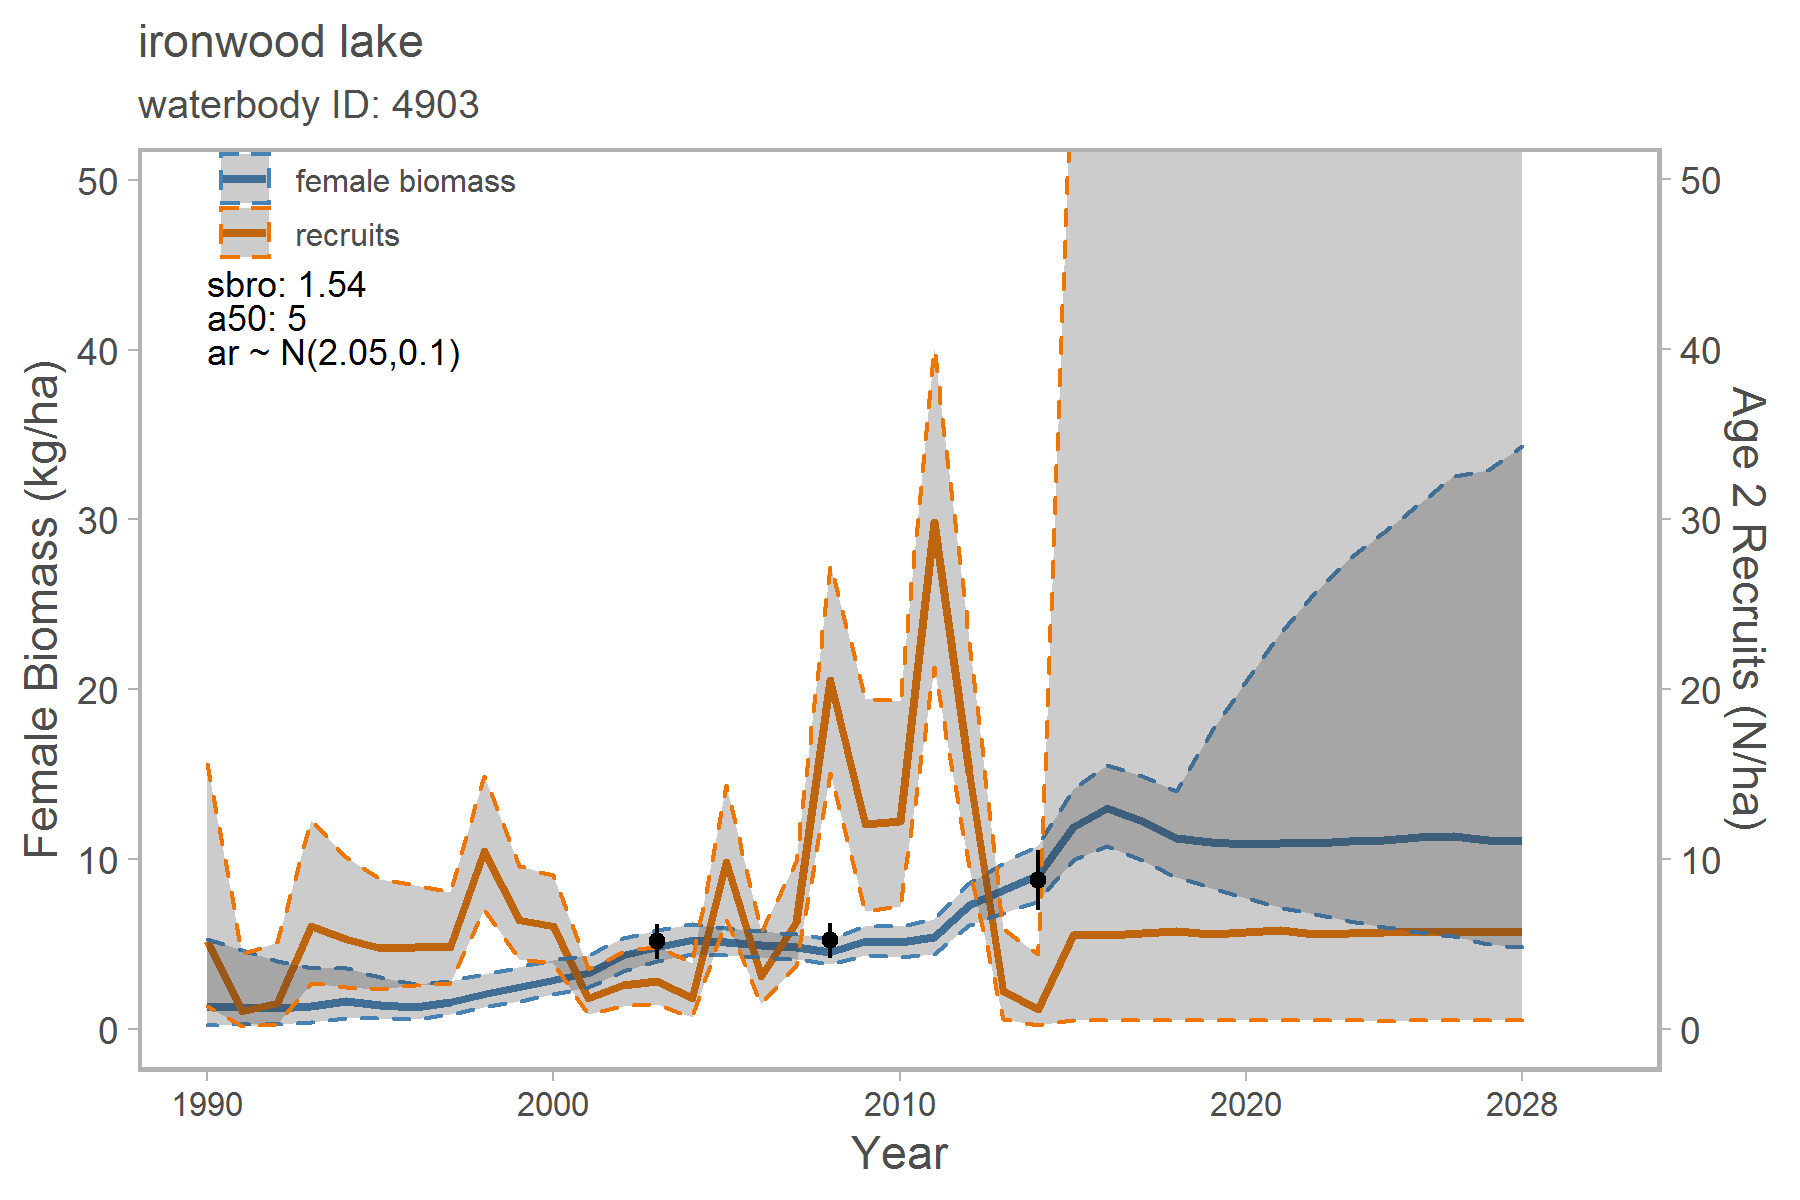 ironwood lake
waterbody ID: 4903
female biomass
recruits
sbro: 1.54
a50: 5
ar ~ N(2.05,0.1)
Female Biomass (kg/ha)
50
40
30
20
10
0
50
40
30
20
10
0
Age 2 Recruits (N/ha)
1990
2000
2010
2020
2028
Year